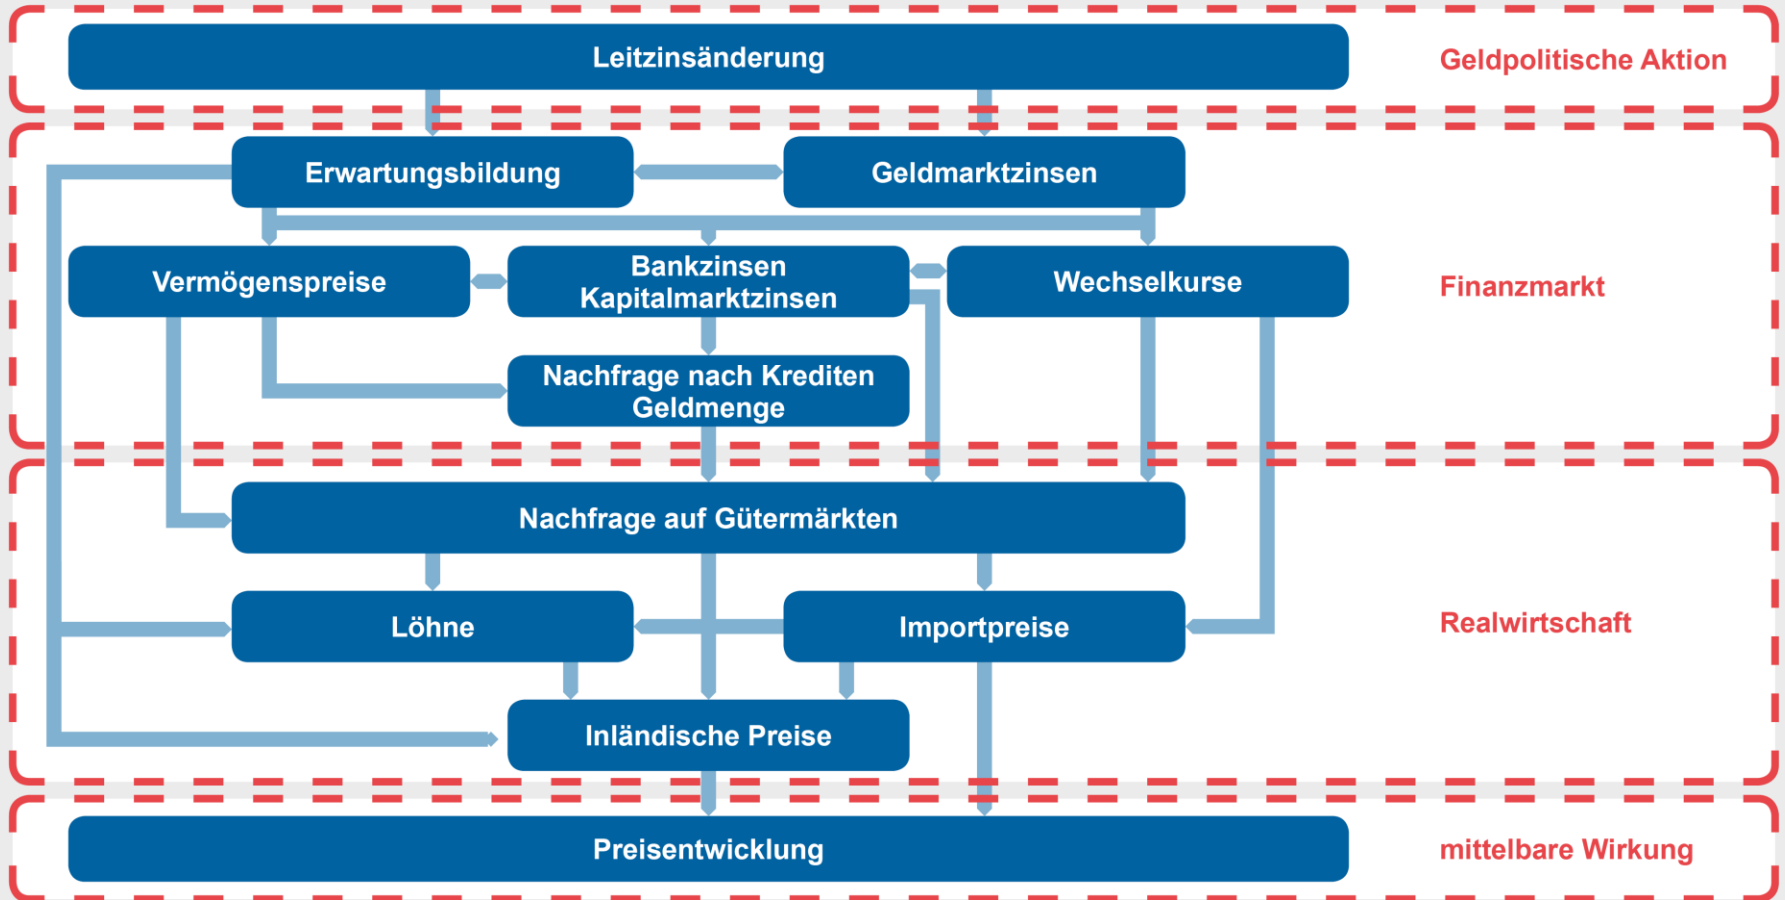 Leitzinsänderung
Geldpolitische Aktion
Erwartungsbildung
Geldmarktzinsen
Vermögenspreise
Bankzinsen
Kapitalmarktzinsen
Wechselkurse
Finanzmarkt
Nachfrage nach Krediten
Geldmenge
Nachfrage auf Gütermärkten
Löhne
Importpreise
Realwirtschaft
Inländische Preise
Preisentwicklung
mittelbare Wirkung